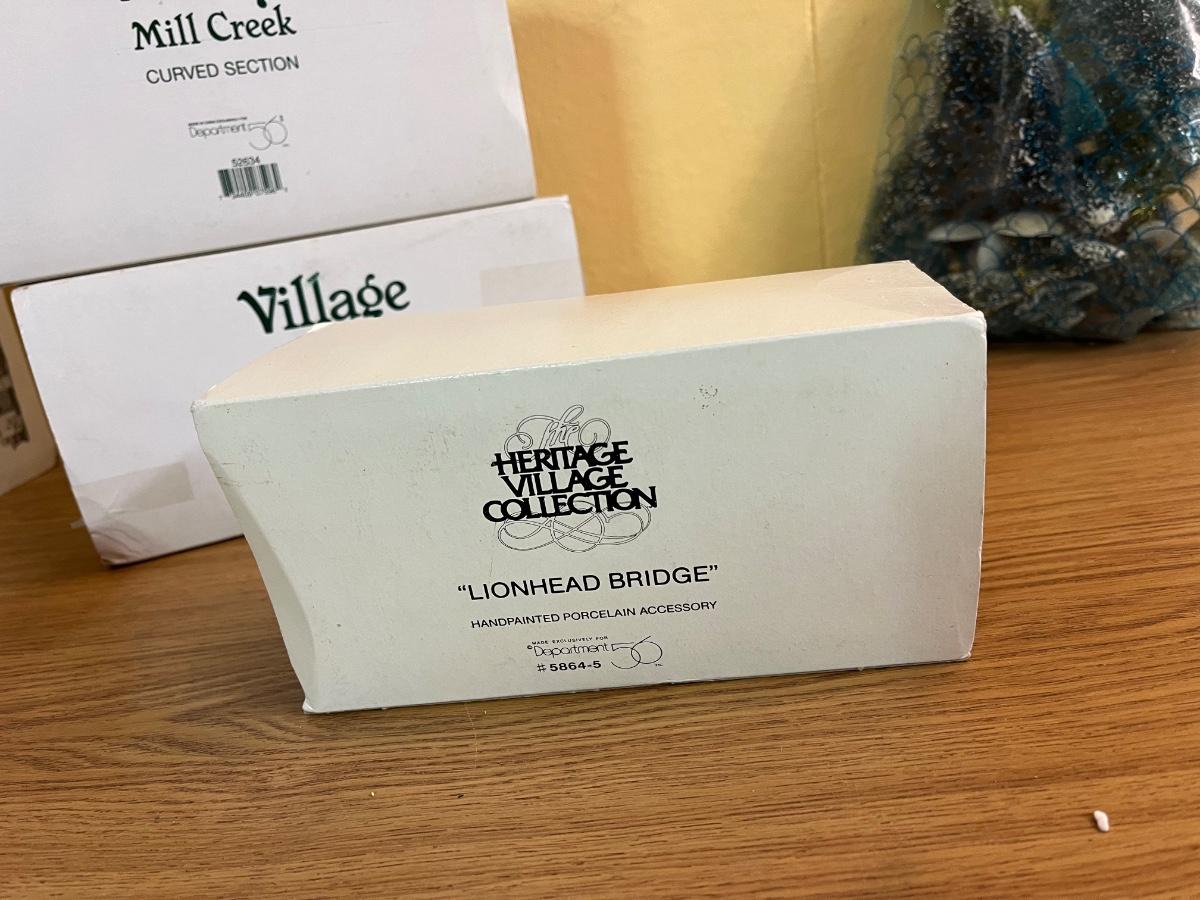 Mill Creek
CURVED SECTION
Department 56
52634
Village
The
HERITAGE
VILLAGE
COLLECTION
"LIONHEAD BRIDGE"
HANDPAINTED PORCELAIN ACCESSORY
MADE EXCLUSIVELY FOR
©Department 56™
#5864-5